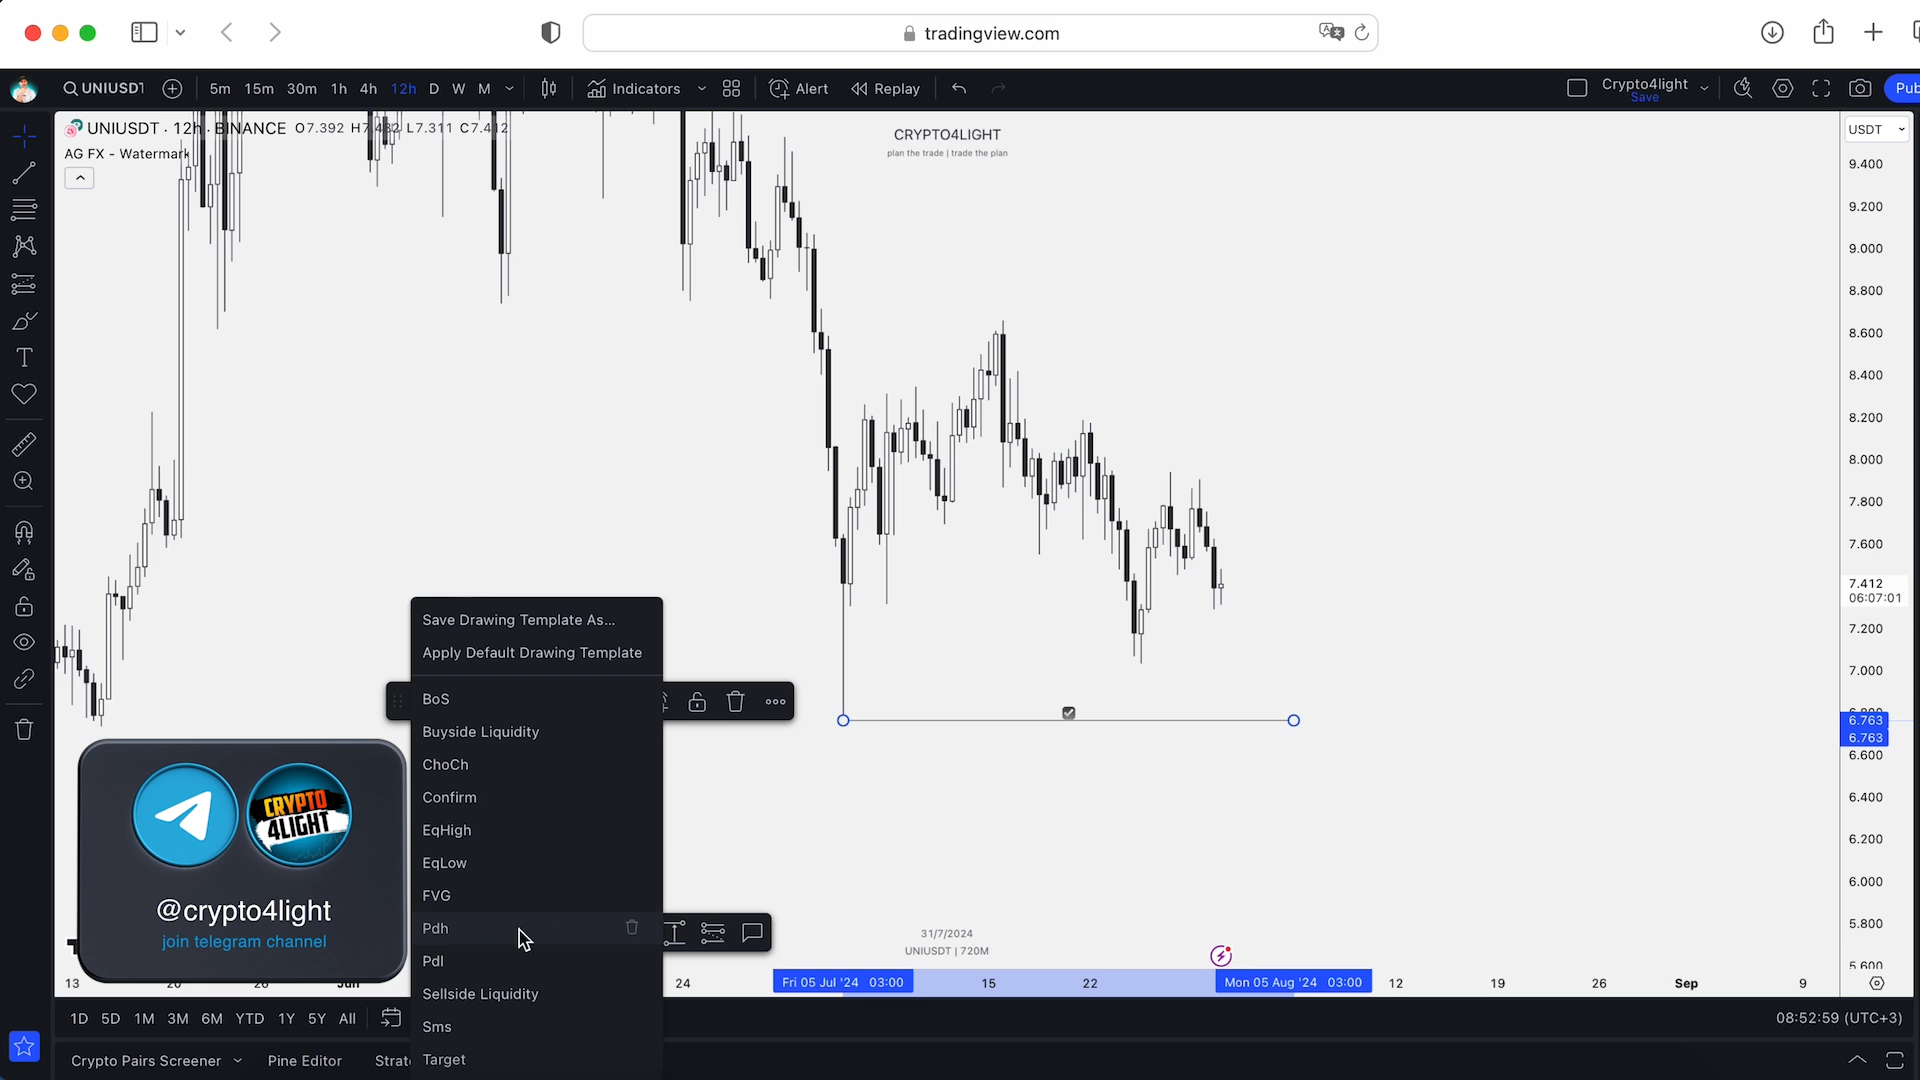 tradingview.com
UNIUSDT
5m 15m 30m 1h 4h 12h D W M
Indicators
Alert
Replay
Crypto4light
Save
Pub
UNIUSDT · 12h · BINANCE O7.392 H7.432 L7.311 C7.412
AG FX - Watermark
CRYPTO4LIGHT
plan the trade | trade the plan
USDT
9.400
9.200
9.000
8.800
8.600
8.400
8.200
8.000
7.800
7.600
7.412
06:07:01
7.200
7.000
6.800
6.763
6.763
6.600
6.400
6.200
6.000
5.800
5.600
Save Drawing Template As...
Apply Default Drawing Template
BoS
Buyside Liquidity
ChoCh
Confirm
EqHigh
EqLow
FVG
Pdh
Pdl
Sellside Liquidity
Sms
Target
CRYPTO
4LIGHT
@crypto4light
join telegram channel
31/7/2024
UNIUSDT | 720M
13 20 26 Jun 24 Fri 05 Jul '24 03:00 15 22 Mon 05 Aug '24 03:00 12 19 26 Sep 9
1D 5D 1M 3M 6M YTD 1Y 5Y All
08:52:59 (UTC+3)
Crypto Pairs Screener
Pine Editor
Strat